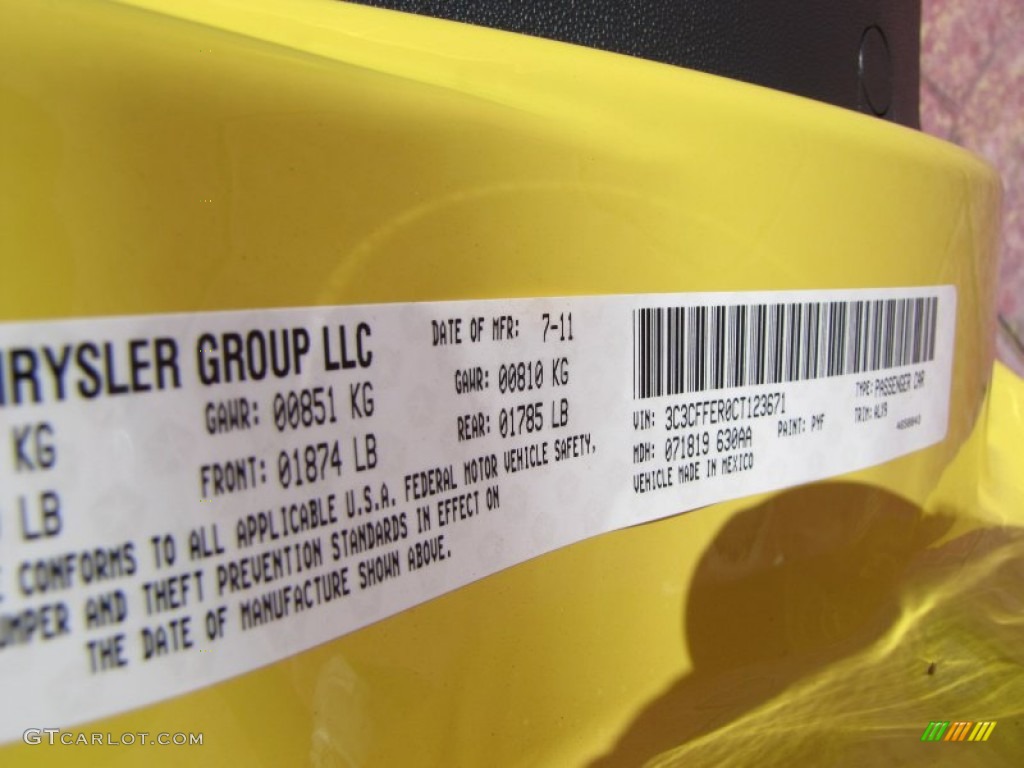 HRYSLER GROUP LLC
DATE OF MFR: 7-11
KG
GAWR: 00851 KG
GAWR: 00810 KG
LB
FRONT: 01874 LB
REAR: 01785 LB
CONFORMS TO ALL APPLICABLE U.S.A. FEDERAL MOTOR VEHICLE SAFETY,
UMPER AND THEFT PREVENTION STANDARDS IN EFFECT ON
THE DATE OF MANUFACTURE SHOWN ABOVE.
VIN: 3C3CFFER0CT123671
TYPE: PASSENGER CAR
MDH: 071819 630AA
PAINT: PYF
TRIM: ALX9
VEHICLE MADE IN MEXICO
GTCARLOT.COM